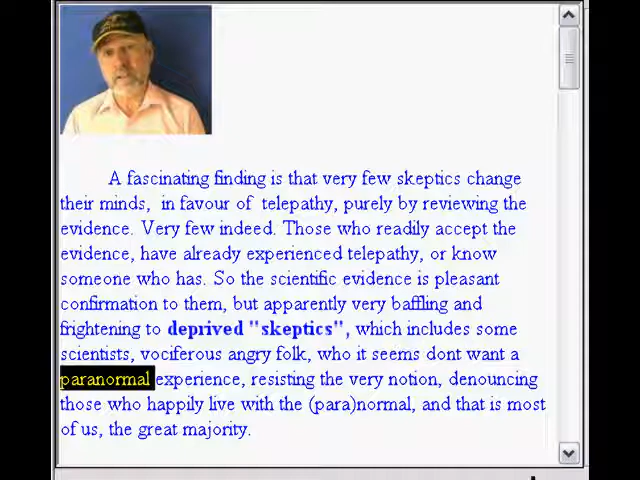 A fascinating finding is that very few skeptics change
their minds, in favour of telepathy, purely by reviewing the
evidence. Very few indeed. Those who readily accept the
evidence, have already experienced telepathy, or know
someone who has. So the scientific evidence is pleasant
confirmation to them, but apparently very baffling and
frightening to deprived "skeptics", which includes some
scientists, vociferous angry folk, who it seems dont want a
paranormal experience, resisting the very notion, denouncing
those who happily live with the (para)normal, and that is most
of us, the great majority.